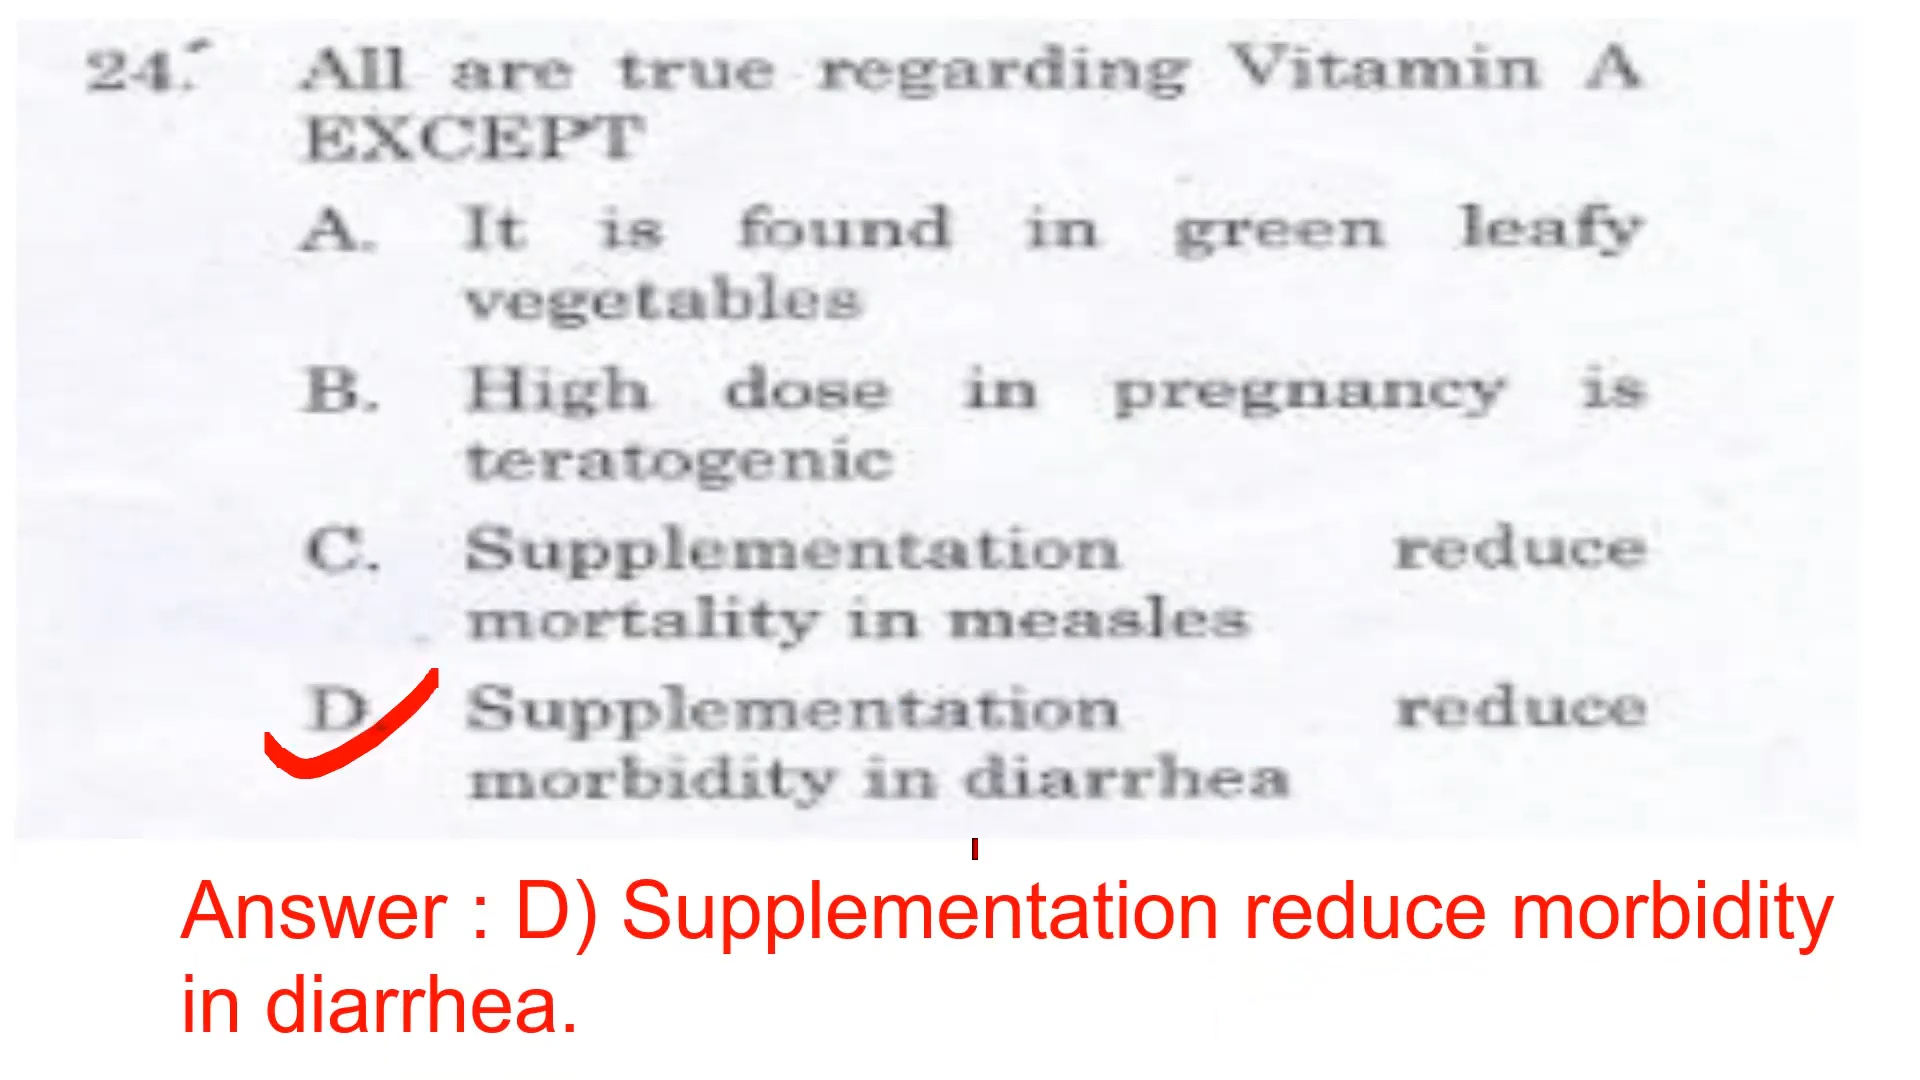 24. All are true regarding Vitamin A
EXCEPT
A. It is found in green leafy
vegetables
B. High dose in pregnancy is
teratogenic
C. Supplementation reduce
mortality in measles
D. Supplementation reduce
morbidity in diarrhea
Answer : D) Supplementation reduce morbidity
in diarrhea.